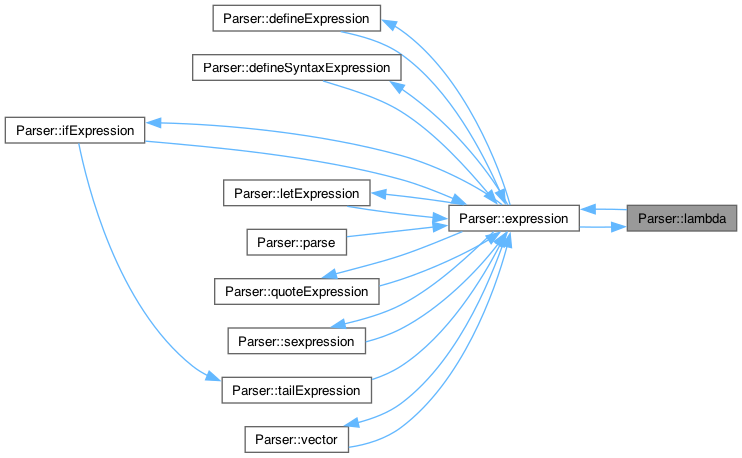 Parser::defineExpression
Parser::defineSyntaxExpression
Parser::ifExpression
Parser::letExpression
Parser::expression
Parser::lambda
Parser::parse
Parser::quoteExpression
Parser::sexpression
Parser::tailExpression
Parser::vector